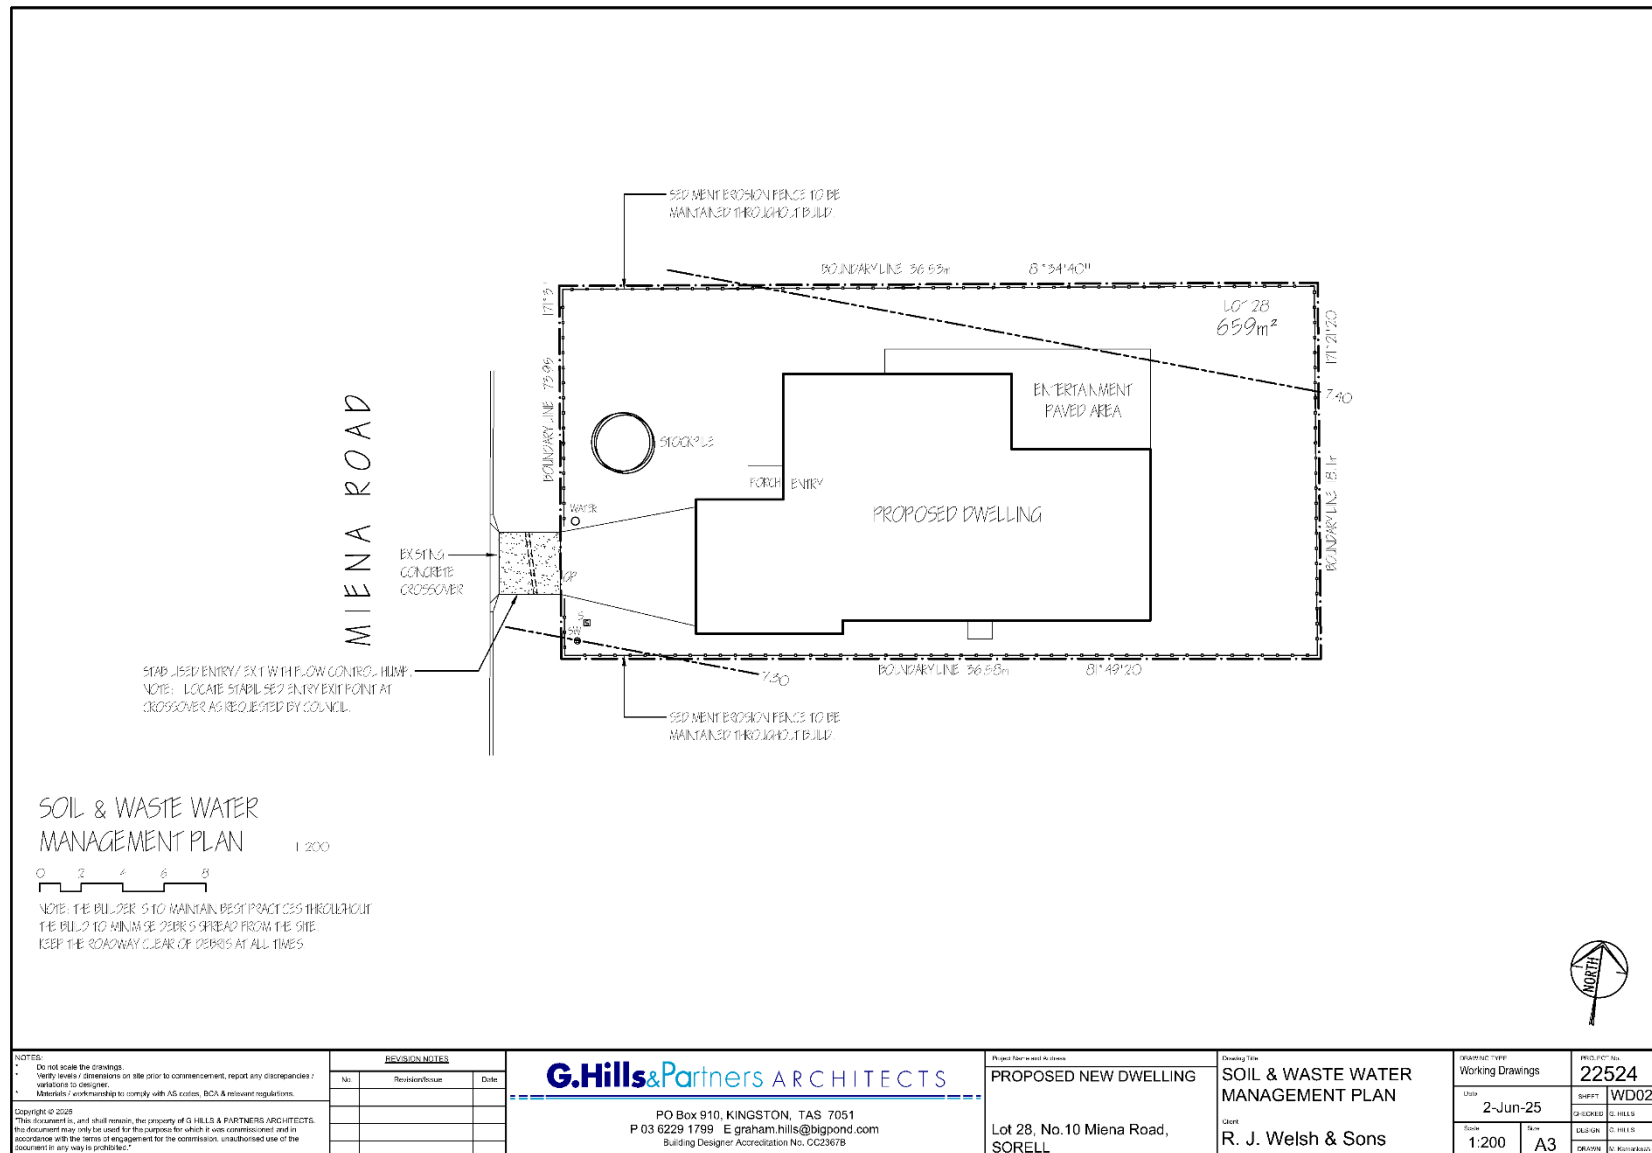 SEDIMENT EROSION FENCE TO BE
MAINTAINED THROUGHOUT BUILD.
BOUNDARY LINE 36.53m 81°34'40"
LOT 28
659m²
171°21'20
BOUNDARY LINE 18.1
7.40
BOUNDARY LINE
STOCKPILE
ENTERTAINMENT
PAVED AREA
PORCH ENTRY
PROPOSED DWELLING
WATER
MIENA ROAD
EXISTING
CONCRETE
CROSSOVER
SW
7.30
BOUNDARY LINE 36.58m 81°49'20
STABILISED ENTRY / EXIT WITH FLOW CONTROL HUMP.
NOTE: LOCATE STABILISED ENTRY EXIT POINT AT
CROSSOVER AS REQUESTED BY COUNCIL.
SEDIMENT EROSION FENCE TO BE
MAINTAINED THROUGHOUT BUILD.
SOIL & WASTE WATER
MANAGEMENT PLAN 1:200
0 2 4 6 8
NOTE: THE BUILDER IS TO MAINTAIN BEST PRACTICES THROUGHOUT
THE BUILD TO MINIMISE DEBRIS SPREAD FROM THE SITE.
KEEP THE ROADWAY CLEAR OF DEBRIS AT ALL TIMES
NORTH
NOTES:
* Do not scale the drawings.
* Verify levels / dimensions on site prior to commencement, report any discrepancies /
variations to designer.
* Materials / workmanship to comply with AS codes, BCA & relevant regulations.
Copyright © 2025
"This document is, and shall remain, the property of G HILLS & PARTNERS ARCHITECTS.
the document may only be used for the purpose for which it was commissioned and in
accordance with the terms of engagement for the commission. unauthorised use of the
document in any way is prohibited."
REVISION NOTES
No. Revision/Issue Date
G.Hills&Partners ARCHITECTS
PO Box 910, KINGSTON, TAS 7051
P 03 6229 1799 E graham.hills@bigpond.com
Building Designer Accreditation No. CC2367B
Project Name and Address
PROPOSED NEW DWELLING
Lot 28, No.10 Miena Road,
SORELL
Drawing Title
SOIL & WASTE WATER
MANAGEMENT PLAN
Client
R. J. Welsh & Sons
DRAWING TYPE
Working Drawings
Date
2-Jun-25
Scale
1:200
Size
A3
PROJECT No.
22524
SHEET WD02
CHECKED G. HILLS
DESIGN G. HILLS
DRAWN